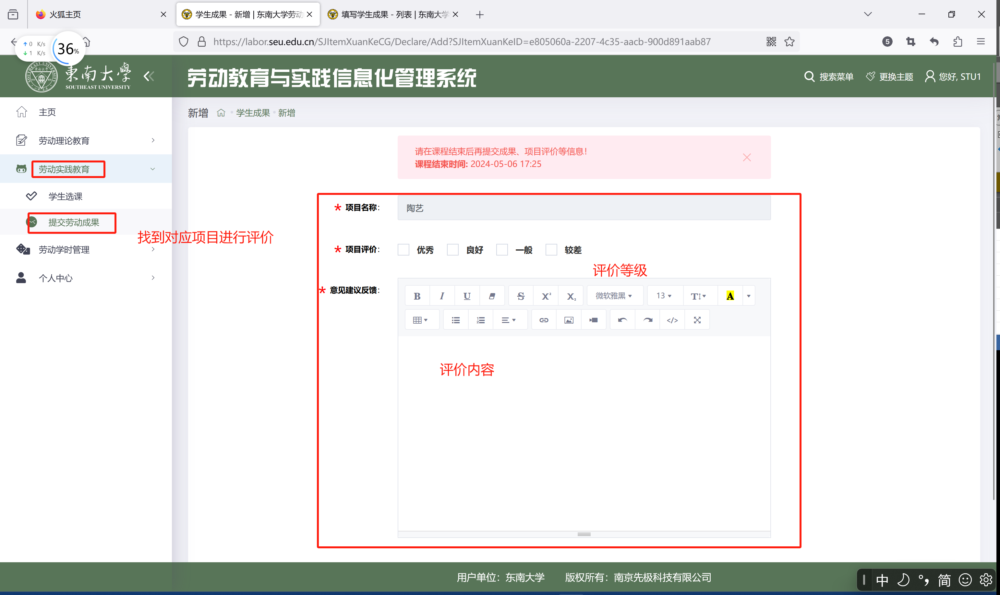 火狐主页
学生成果 - 新增 | 东南大学劳动
填写学生成果 - 列表 | 东南大学
0 K/s
1 K/s
36%
https://labor.seu.edu.cn/SJItemXuanKeCG/Declare/Add?SJItemXuanKeID=e805060a-2207-4c35-aacb-900d891aab87
5
東南大學
SOUTHEAST UNIVERSITY
劳动教育与实践信息化管理系统
搜索菜单
更换主题
您好, STU1
主页
劳动理论教育
劳动实践教育
学生选课
提交劳动成果
劳动学时管理
个人中心
找到对应项目进行评价
新增
学生成果
新增
请在课程结束后再提交成果、项目评价等信息!
课程结束时间: 2024-05-06 17:25
* 项目名称:
陶艺
* 项目评价:
优秀 良好 一般 较差
评价等级
* 意见建议反馈:
B I U S X² X₂ 微软雅黑 13 T A
</>
评价内容
用户单位：东南大学 版权所有：南京先极科技有限公司
中 °, 简